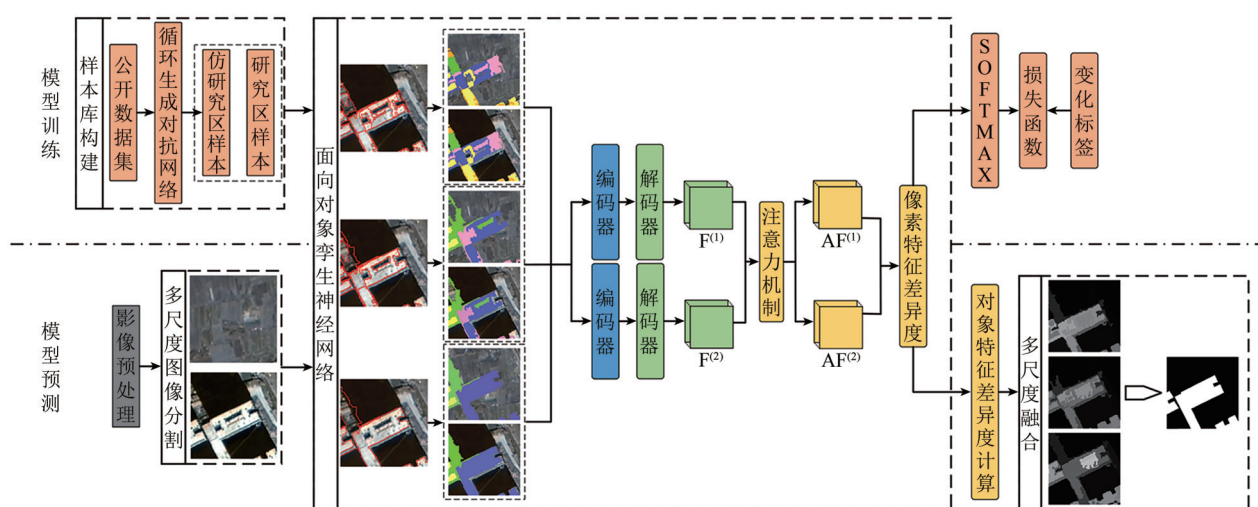 模型训练
样本库构建
公开数据集
循环生成对抗网络
仿研究区样本
研究区样本
面向对象孪生神经网络
编码器
解码器
F(1)
编码器
解码器
F(2)
注意力机制
AF(1)
AF(2)
像素特征差异度
SOFTMAX
损失函数
变化标签
模型预测
影像预处理
多尺度图像分割
对象特征差异度计算
多尺度融合